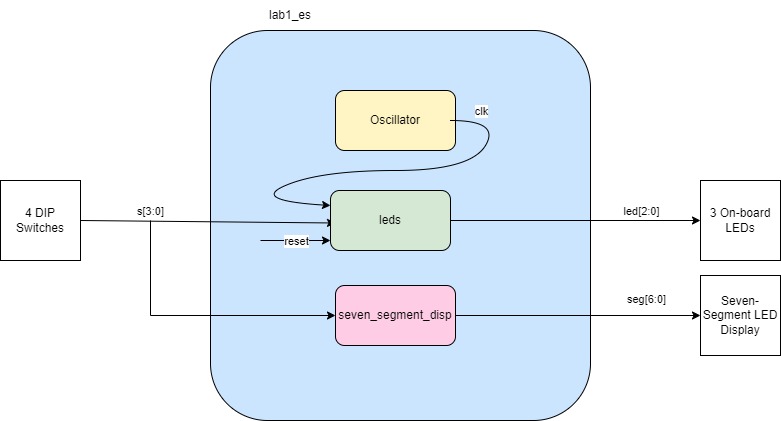 lab1_es
clk
Oscillator
4 DIP
Switches
s[3:0]
leds
led[2:0]
3 On-board
LEDs
reset
seven_segment_disp
seg[6:0]
Seven-
Segment LED
Display